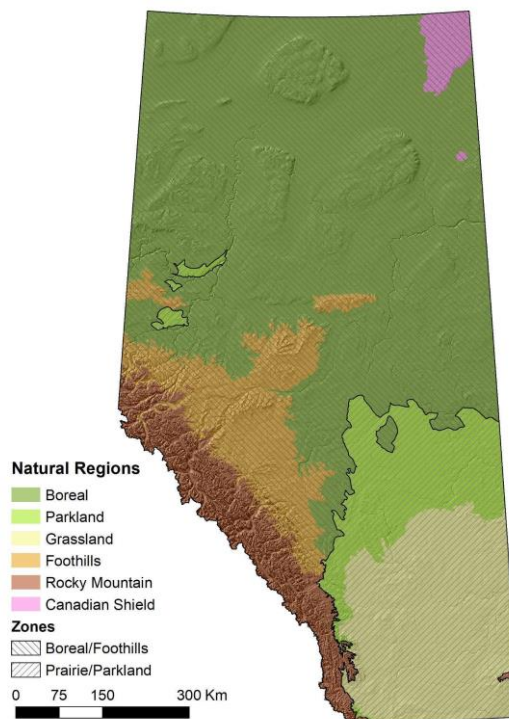 Natural Regions
Boreal
Parkland
Grassland
Foothills
Rocky Mountain
Canadian Shield
Zones
Boreal/Foothills
Prairie/Parkland
0 75 150 300 Km